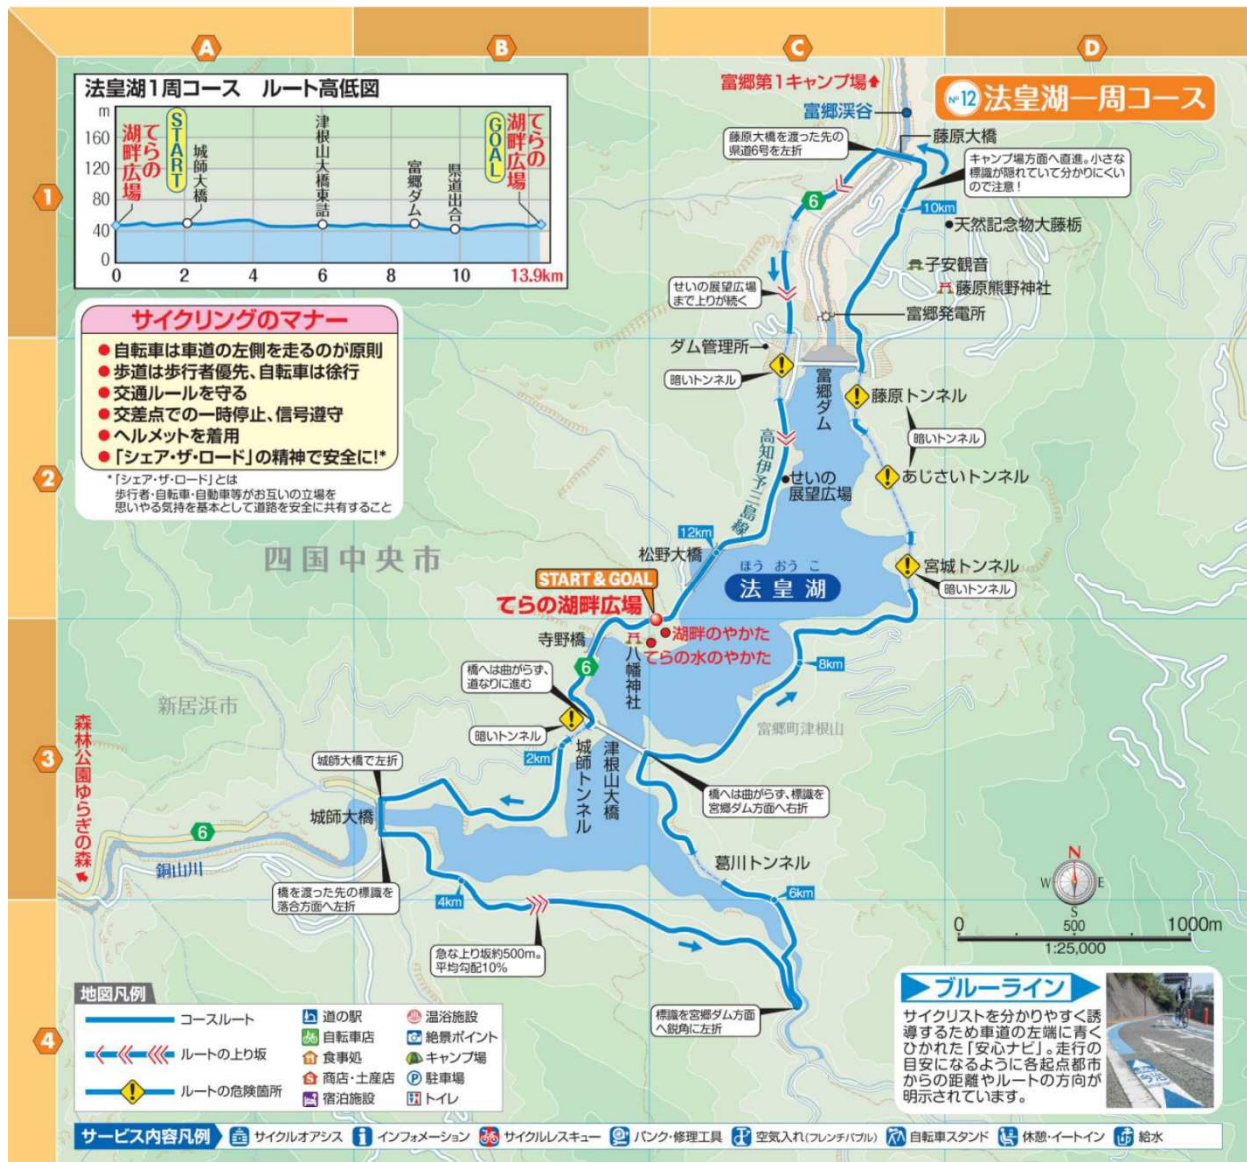 A
B
C
D
1
2
3
4
法皇湖1周コース ルート高低図
m
160
120
80
40
0
てらの
湖畔広場
START
城師大橋
津根山大橋東詰
富郷ダム
県道出合
GOAL
てらの
湖畔広場
0
2
4
6
8
10
13.9km
サイクリングのマナー
● 自転車は車道の左側を走るのが原則
● 歩道は歩行者優先、自転車は徐行
● 交通ルールを守る
● 交差点での一時停止、信号遵守
● ヘルメットを着用
● 「シェア・ザ・ロード」の精神で安全に!*
*「シェア・ザ・ロード」とは
歩行者・自転車・自動車等がお互いの立場を
思いやる気持を基本として道路を安全に共有すること
富郷第1キャンプ場
Nº12 法皇湖一周コース
富郷渓谷
藤原大橋を渡った先の
県道6号を左折
藤原大橋
キャンプ場方面へ直進。小さな
標識が隠れていて分かりにくい
ので注意!
6
10km
天然記念物大藤栃
子安観音
藤原熊野神社
せいの展望広場
まで上りが続く
富郷発電所
ダム管理所
暗いトンネル
富郷ダム
藤原トンネル
暗いトンネル
高知伊予三島線
せいの
展望広場
あじさいトンネル
12km
松野大橋
四国中央市
ほうおうこ
法皇湖
宮城トンネル
暗いトンネル
START & GOAL
てらの湖畔広場
湖畔のやかた
てらの水のやかた
八幡神社
寺野橋
6
橋へは曲がらず、
道なりに進む
8km
新居浜市
富郷町津根山
暗いトンネル
2km
城師トンネル
津根山大橋
城師大橋で左折
橋へは曲がらず、標識を
宮郷ダム方面へ右折
森林公園ゆらぎの森
城師大橋
6
銅山川
橋を渡った先の標識を
落合方面へ左折
葛川トンネル
4km
6km
急な上り坂約500m。
平均勾配10%
標識を宮郷ダム方面
へ鋭角に左折
N
W
E
S
0
500
1000m
1:25,000
地図凡例
コースルート
ルートの上り坂
ルートの危険箇所
道の駅
自転車店
食事処
商店・土産店
宿泊施設
温浴施設
絶景ポイント
キャンプ場
駐車場
トイレ
ブルーライン
サイクリストを分かりやすく誘
導するため車道の左端に青く
ひかれた「安心ナビ」。走行の
目安になるように各起点都市
からの距離やルートの方向が
明示されています。
サービス内容凡例
サイクルオアシス
インフォメーション
サイクルレスキュー
パンク・修理工具
空気入れ(フレンチバブル)
自転車スタンド
休憩・イートイン
給水